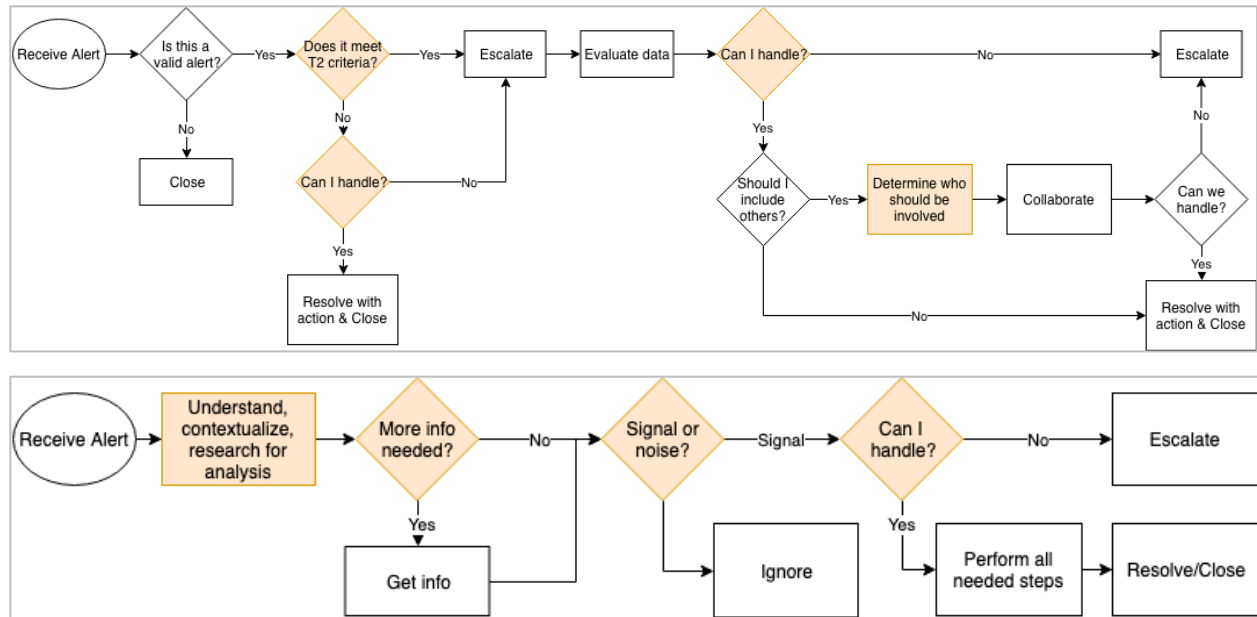 Receive Alert
Is this a
valid alert?
Yes
Does it meet
T2 criteria?
Yes
Escalate
Evaluate data
Can I handle?
No
Escalate
No
Close
No
Can I handle?
No
Yes
Resolve with
action & Close
Yes
Should I
include
others?
Yes
Determine who
should be
involved
Collaborate
No
Can we
handle?
Yes
No
Resolve with
action & Close
Receive Alert
Understand,
contextualize,
research for
analysis
More info
needed?
No
Signal or
noise?
Signal
Can I
handle?
No
Escalate
Yes
Get info
Ignore
Yes
Perform all
needed steps
Resolve/Close